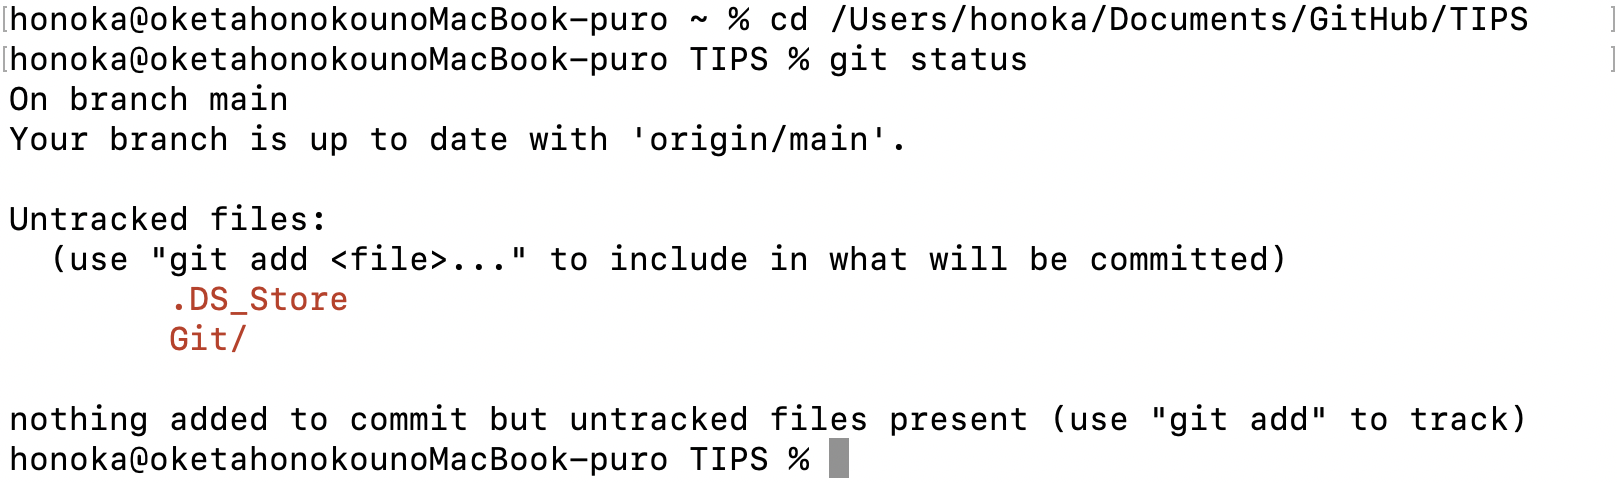 [honoka@oketahonokounoMacBook-puro ~ % cd /Users/honoka/Documents/GitHub/TIPS ]
[honoka@oketahonokounoMacBook-puro TIPS % git status ]
On branch main
Your branch is up to date with 'origin/main'.
Untracked files:
(use "git add <file>..." to include in what will be committed)
.DS_Store
Git/
nothing added to commit but untracked files present (use "git add" to track)
honoka@oketahonokounoMacBook-puro TIPS %